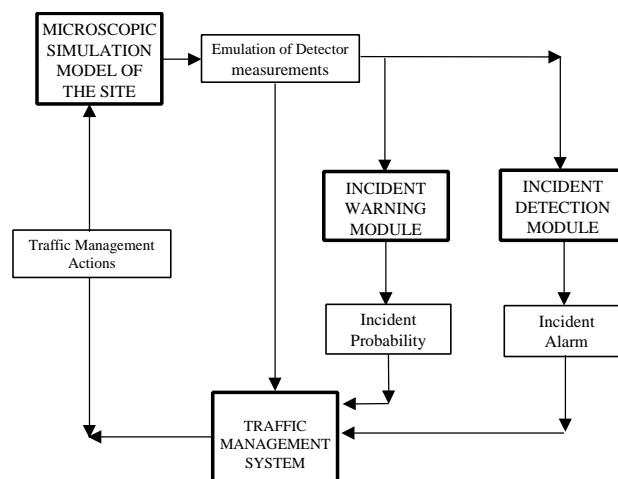 MICROSCOPIC
SIMULATION
MODEL OF
THE SITE
Emulation of Detector
measurements
INCIDENT
WARNING
MODULE
INCIDENT
DETECTION
MODULE
Traffic Management
Actions
Incident
Probability
Incident
Alarm
TRAFFIC
MANAGEMENT
SYSTEM